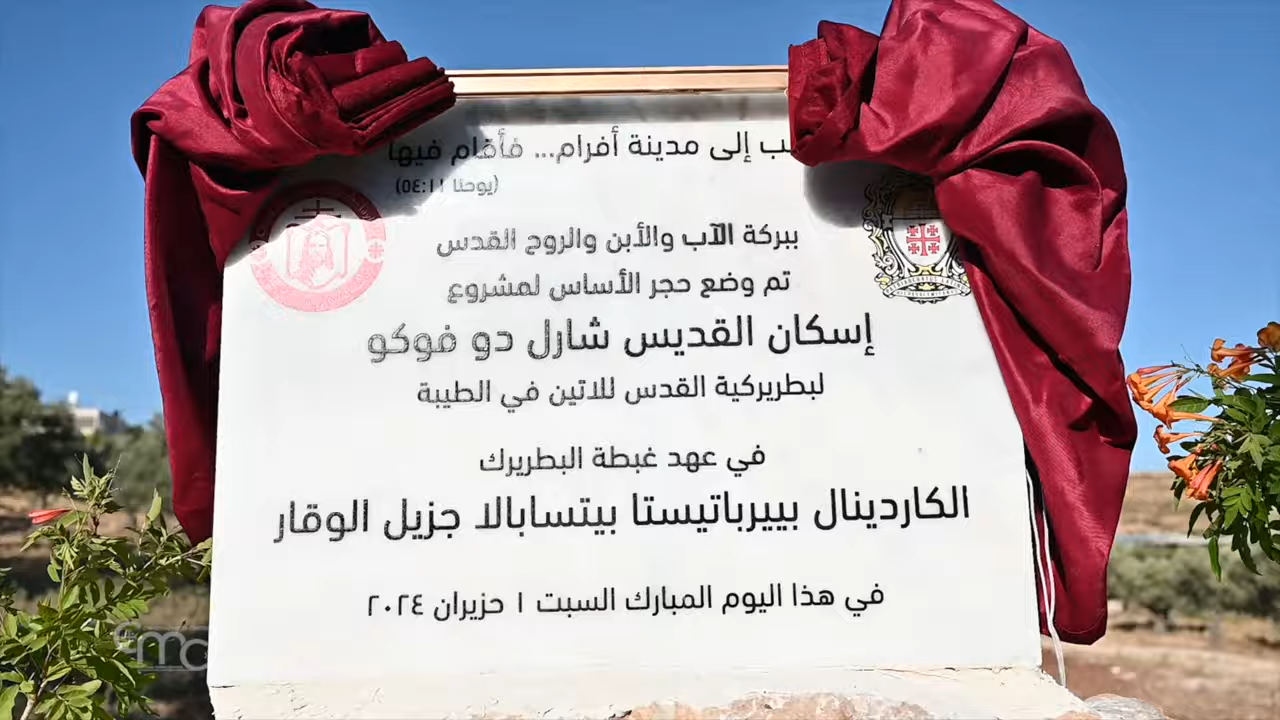 إلى مدينة أفرام... فأقام فيها
(يوحنا ١١:٥٤)
ببركة الآب والأبن والروح القدس
تم وضع حجر الأساس لمشروع
إسكان القديس شارل دو فوكو
لبطريركية القدس للاتين في الطيبة
في عهد غبطة البطريرك
الكاردينال بييرباتيستا بيتسابالا جزيل الوقار
في هذا اليوم المبارك السبت ١ حزيران ٢٠٢٤
cmc